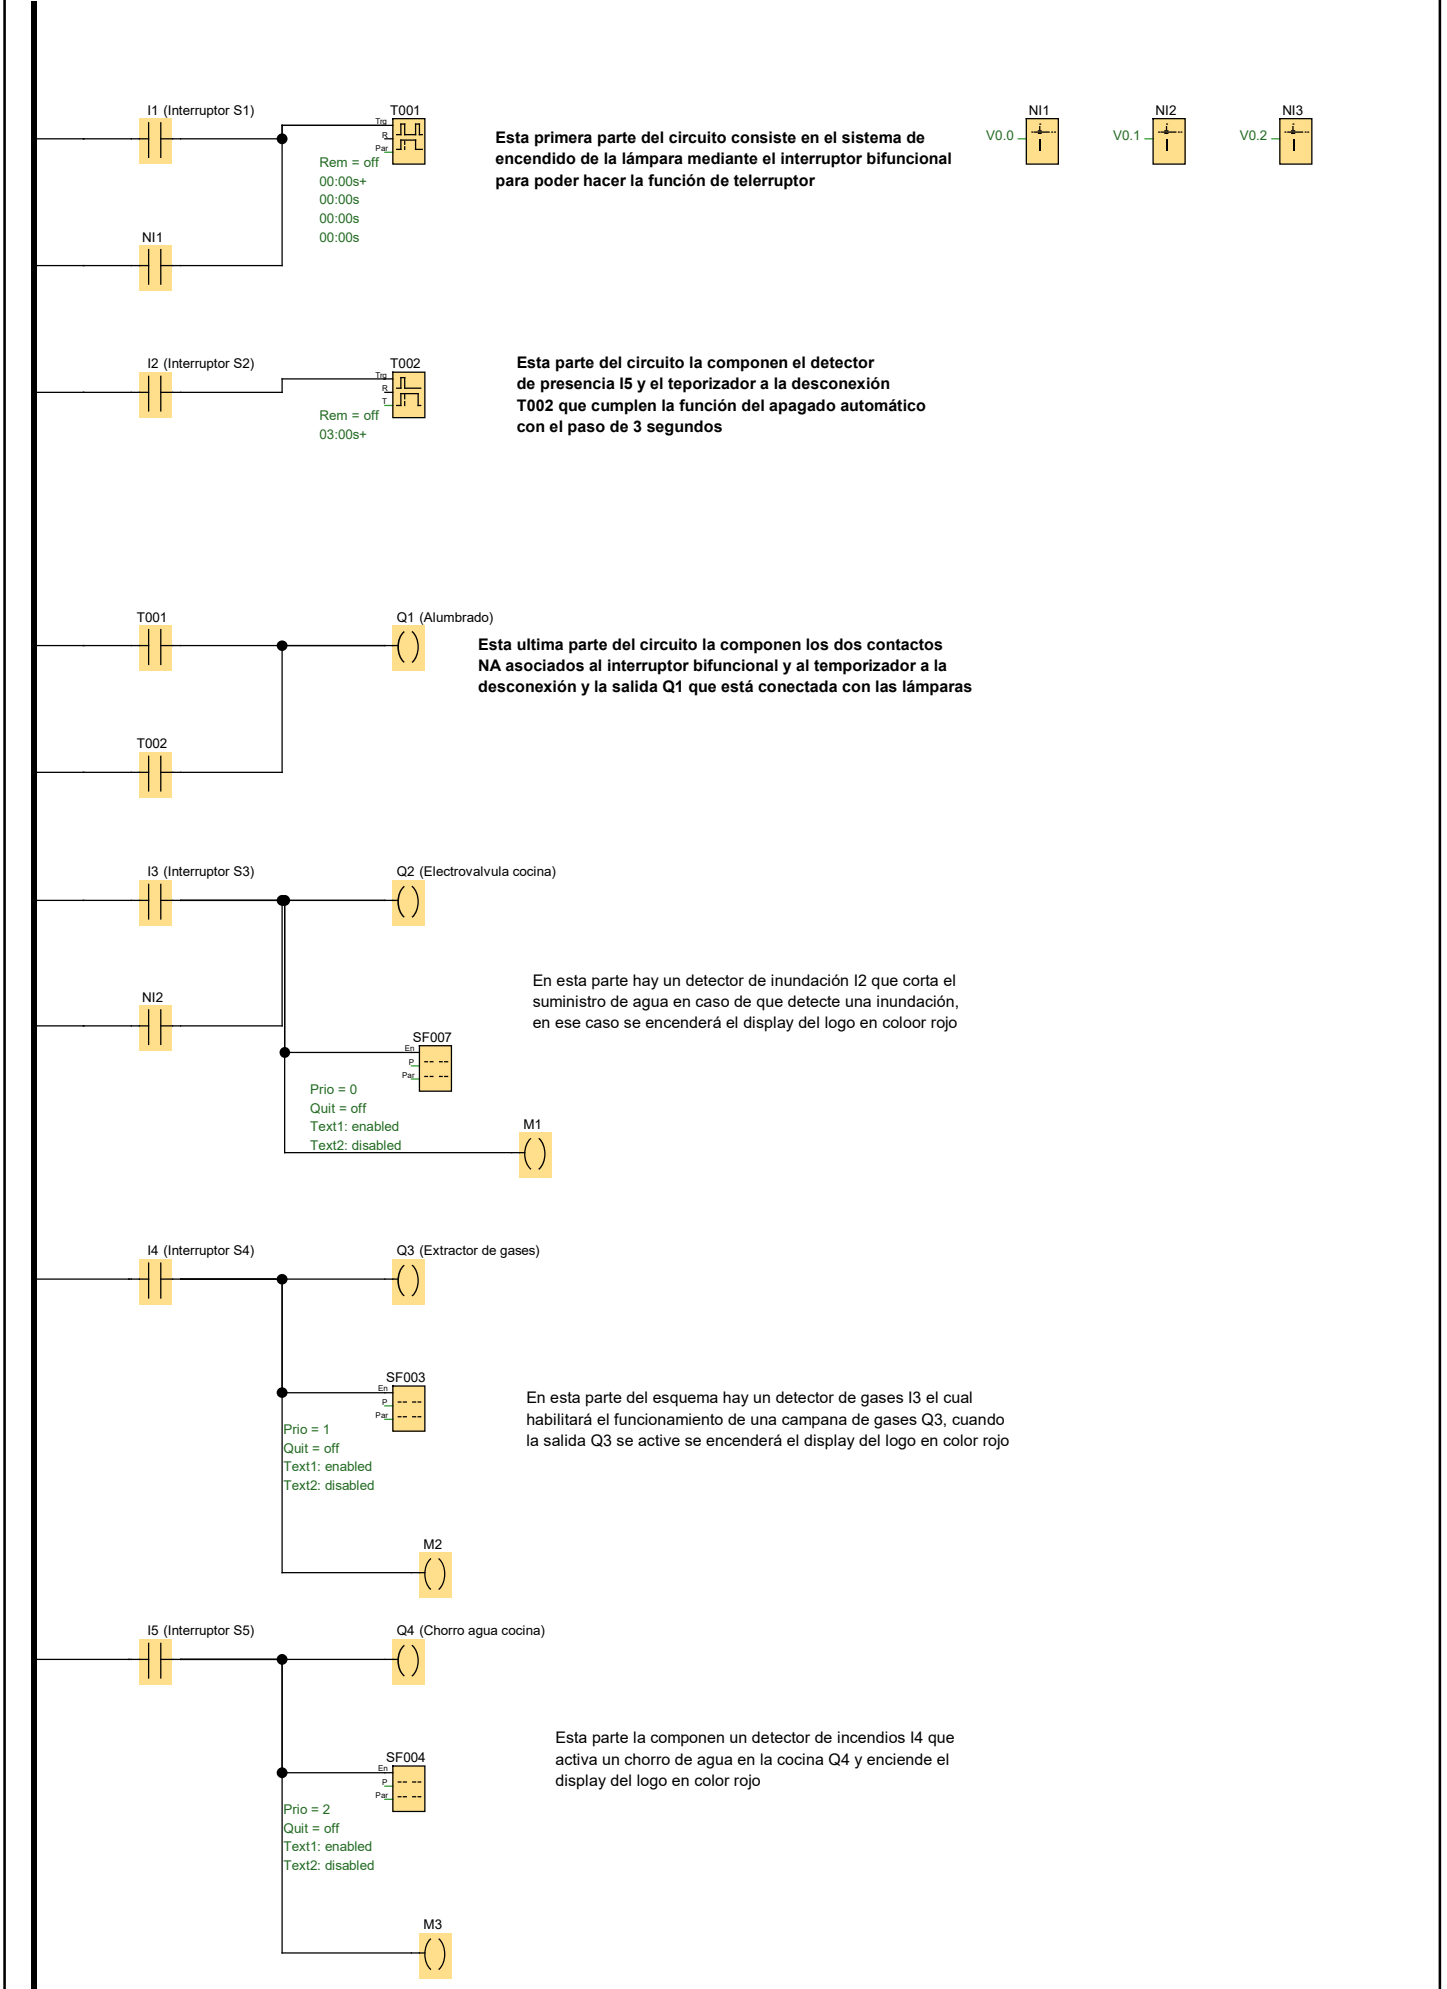 I1 (Interruptor S1)
T001
Trg
R
Par
Rem = off
00:00s+
00:00s
00:00s
00:00s
Esta primera parte del circuito consiste en el sistema de
encendido de la lámpara mediante el interruptor bifuncional
para poder hacer la función de telerruptor
NI1
V0.0
NI2
V0.1
NI3
V0.2
NI1
I2 (Interruptor S2)
T002
Trg
R
T
Rem = off
03:00s+
Esta parte del circuito la componen el detector
de presencia I5 y el teporizador a la desconexión
T002 que cumplen la función del apagado automático
con el paso de 3 segundos
T001
Q1 (Alumbrado)
Esta ultima parte del circuito la componen los dos contactos
NA asociados al interruptor bifuncional y al temporizador a la
desconexión y la salida Q1 que está conectada con las lámparas
T002
I3 (Interruptor S3)
Q2 (Electrovalvula cocina)
En esta parte hay un detector de inundación I2 que corta el
suministro de agua en caso de que detecte una inundación,
en ese caso se encenderá el display del logo en coloor rojo
NI2
SF007
En
P
Par
Prio = 0
Quit = off
Text1: enabled
Text2: disabled
M1
I4 (Interruptor S4)
Q3 (Extractor de gases)
SF003
En
P
Par
Prio = 1
Quit = off
Text1: enabled
Text2: disabled
En esta parte del esquema hay un detector de gases I3 el cual
habilitará el funcionamiento de una campana de gases Q3, cuando
la salida Q3 se active se encenderá el display del logo en color rojo
M2
I5 (Interruptor S5)
Q4 (Chorro agua cocina)
Esta parte la componen un detector de incendios I4 que
activa un chorro de agua en la cocina Q4 y enciende el
display del logo en color rojo
SF004
En
P
Par
Prio = 2
Quit = off
Text1: enabled
Text2: disabled
M3